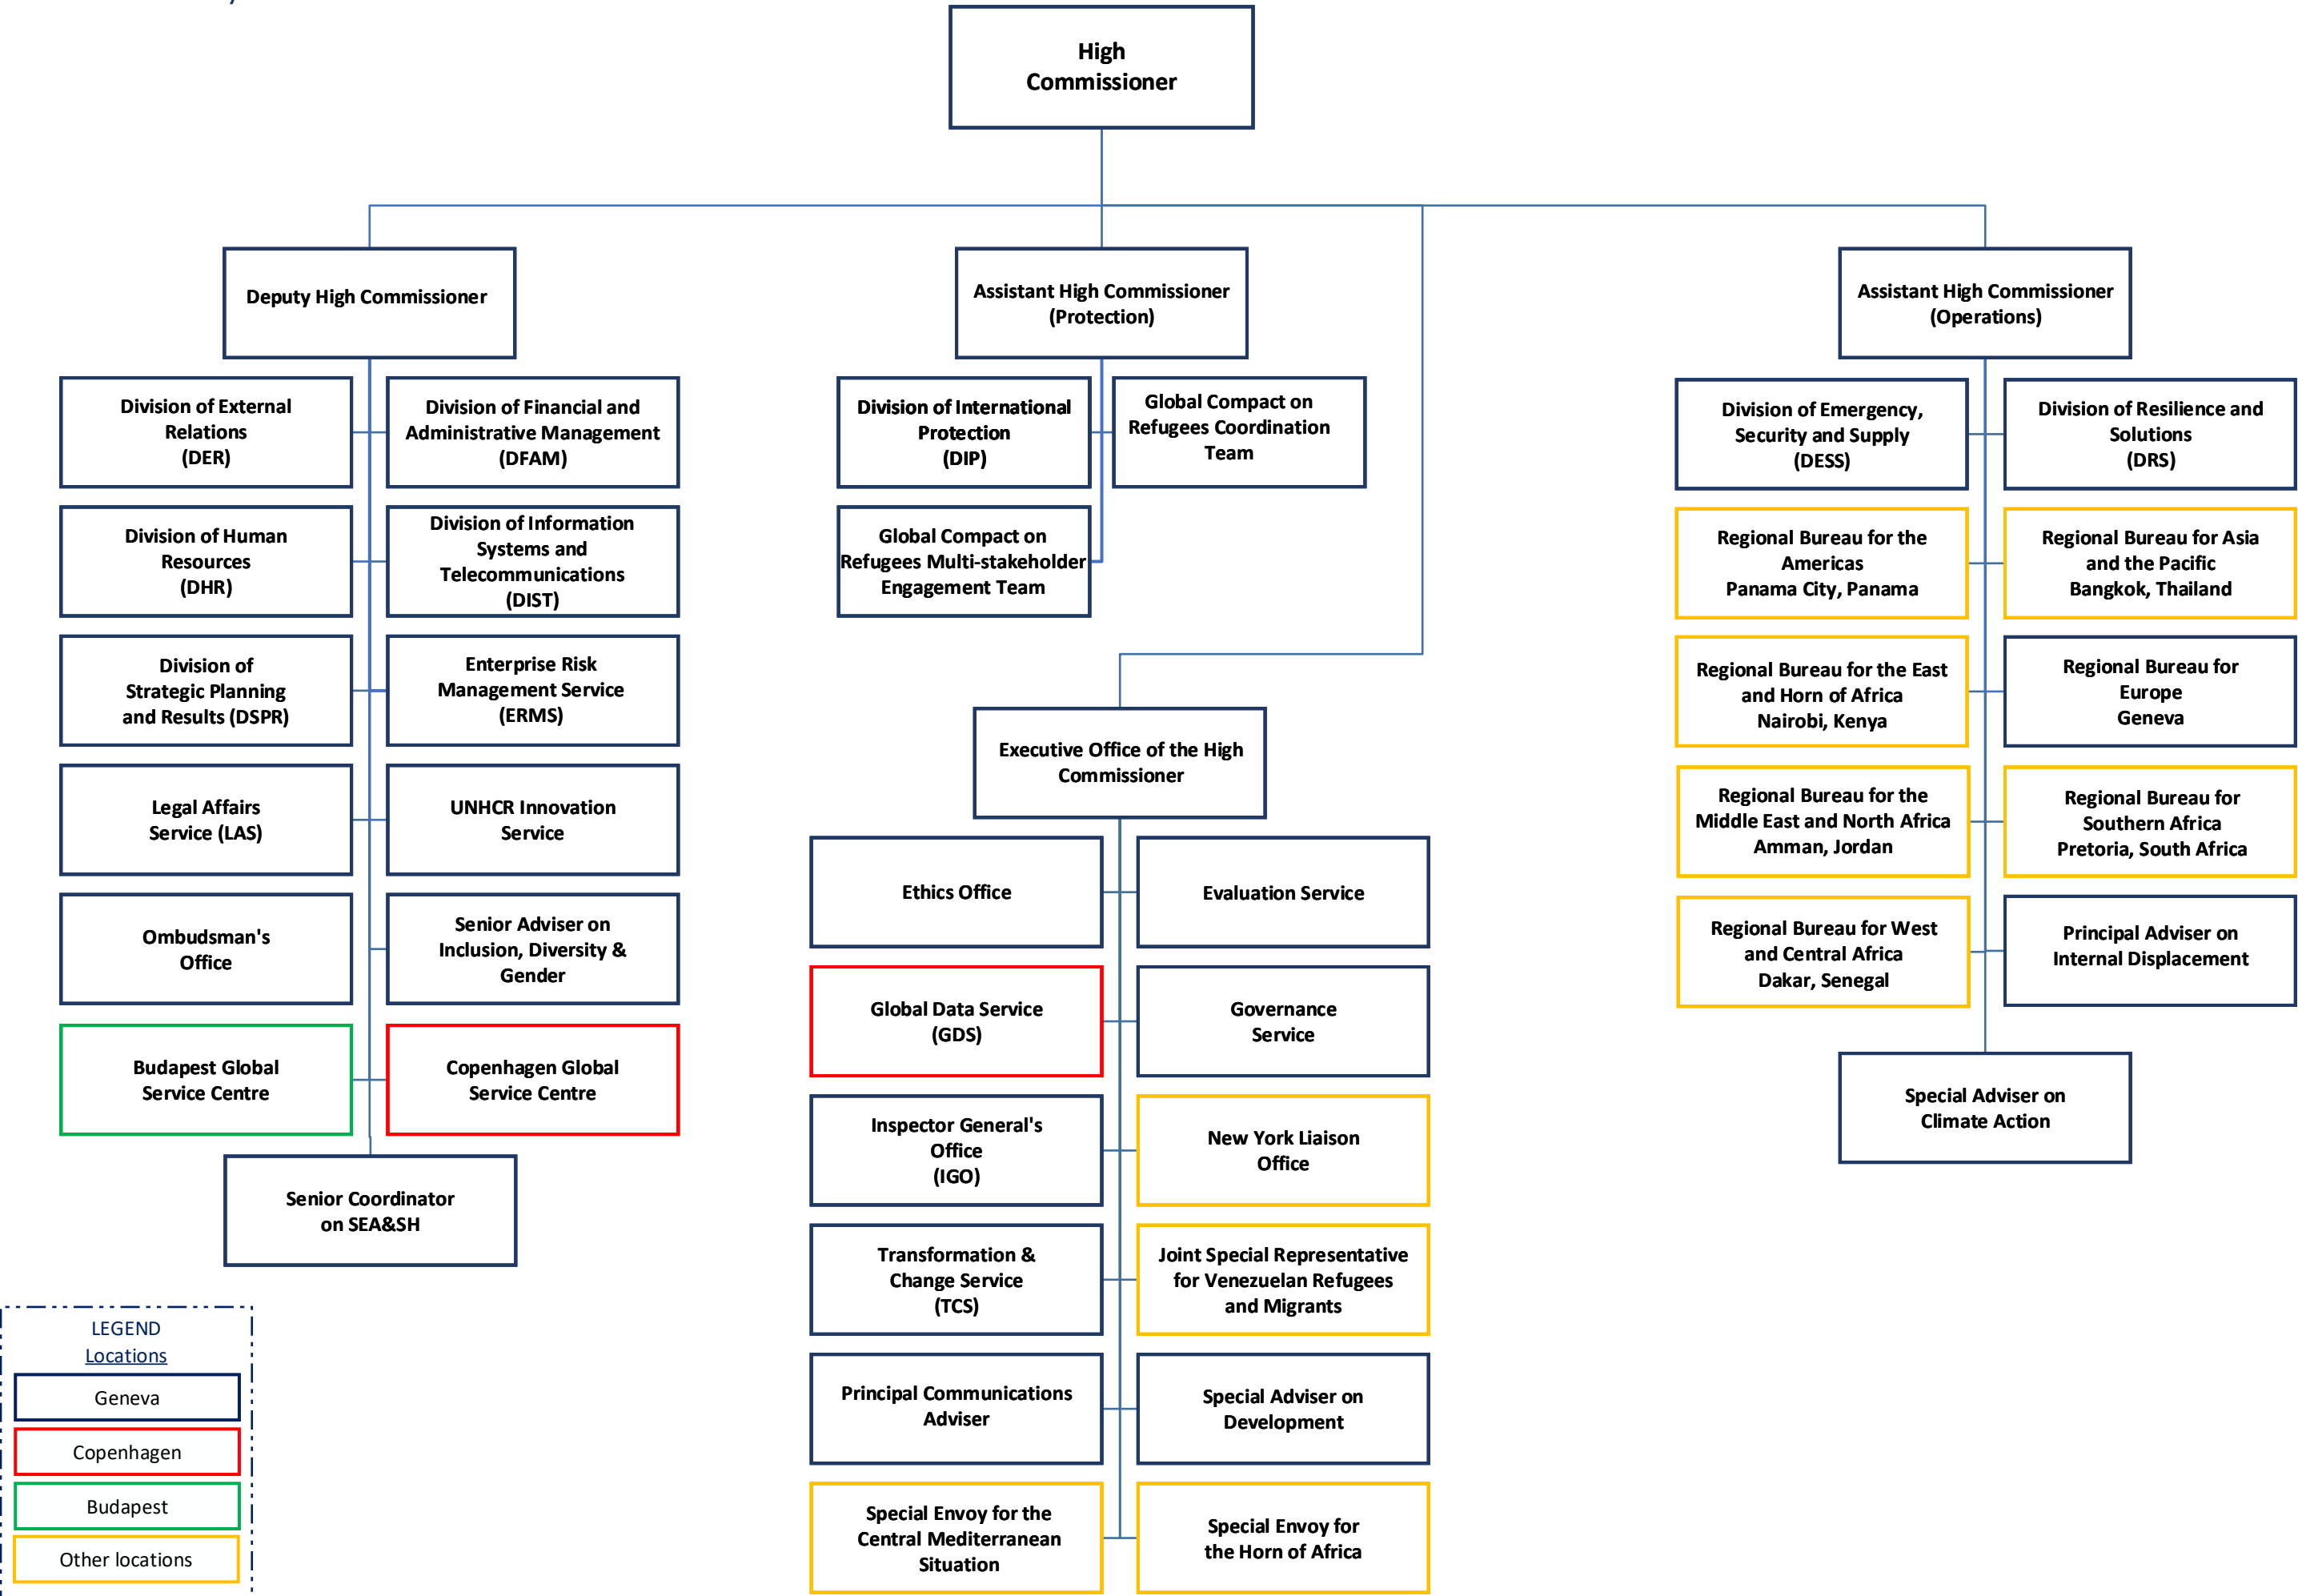 High
Commissioner
Deputy High Commissioner
Assistant High Commissioner
(Protection)
Assistant High Commissioner
(Operations)
Division of External
Relations
(DER)
Division of Financial and
Administrative Management
(DFAM)
Division of Human
Resources
(DHR)
Division of Information
Systems and
Telecommunications
(DIST)
Division of
Strategic Planning
and Results (DSPR)
Enterprise Risk
Management Service
(ERMS)
Legal Affairs
Service (LAS)
UNHCR Innovation
Service
Ombudsman's
Office
Senior Adviser on
Inclusion, Diversity &
Gender
Budapest Global
Service Centre
Copenhagen Global
Service Centre
Senior Coordinator
on SEA&SH
Division of International
Protection
(DIP)
Global Compact on
Refugees Coordination
Team
Global Compact on
Refugees Multi-stakeholder
Engagement Team
Executive Office of the High
Commissioner
Ethics Office
Evaluation Service
Global Data Service
(GDS)
Governance
Service
Inspector General's
Office
(IGO)
New York Liaison
Office
Transformation &
Change Service
(TCS)
Joint Special Representative
for Venezuelan Refugees
and Migrants
Principal Communications
Adviser
Special Adviser on
Development
Special Envoy for the
Central Mediterranean
Situation
Special Envoy for
the Horn of Africa
Division of Emergency,
Security and Supply
(DESS)
Division of Resilience and
Solutions
(DRS)
Regional Bureau for the
Americas
Panama City, Panama
Regional Bureau for Asia
and the Pacific
Bangkok, Thailand
Regional Bureau for the East
and Horn of Africa
Nairobi, Kenya
Regional Bureau for
Europe
Geneva
Regional Bureau for the
Middle East and North Africa
Amman, Jordan
Regional Bureau for
Southern Africa
Pretoria, South Africa
Regional Bureau for West
and Central Africa
Dakar, Senegal
Principal Adviser on
Internal Displacement
Special Adviser on
Climate Action
LEGEND
Locations
Geneva
Copenhagen
Budapest
Other locations